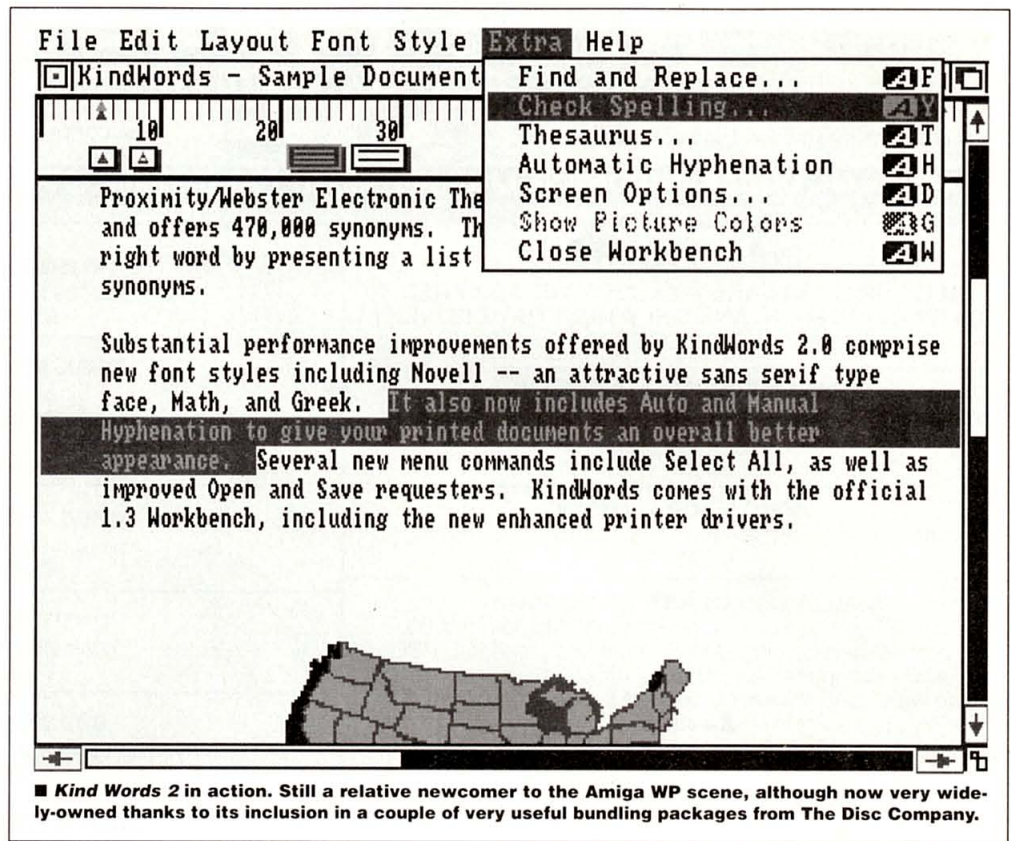 File Edit Layout Font Style Extra Help
KindWords - Sample Document
Find and Replace... A F
Check Spelling... A Y
Thesaurus... A T
Automatic Hyphenation A H
Screen Options... A D
Show Picture Colors A G
Close Workbench A W
10 20 30
Proximity/Webster Electronic The
and offers 470,000 synonyms. Th
right word by presenting a list
synonyms.
Substantial performance improvements offered by KindWords 2.0 comprise
new font styles including Novell -- an attractive sans serif type
face, Math, and Greek. It also now includes Auto and Manual
Hyphenation to give your printed documents an overall better
appearance. Several new menu commands include Select All, as well as
improved Open and Save requesters. KindWords comes with the official
1.3 Workbench, including the new enhanced printer drivers.
■ Kind Words 2 in action. Still a relative newcomer to the Amiga WP scene, although now very wide-
ly-owned thanks to its inclusion in a couple of very useful bundling packages from The Disc Company.